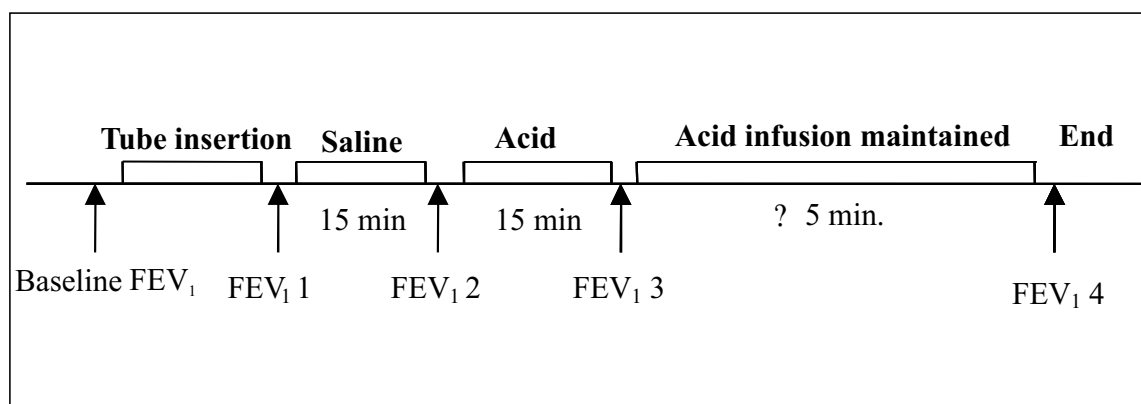 Tube insertion Saline Acid Acid infusion maintained End
15 min 15 min ? 5 min.
Baseline FEV₁ FEV₁ 1 FEV₁ 2 FEV₁ 3 FEV₁ 4